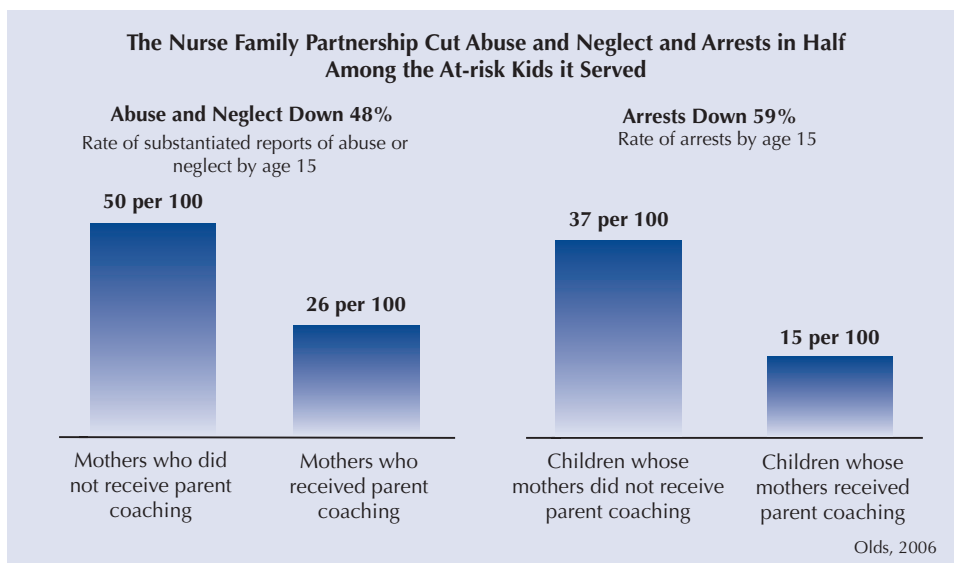 The Nurse Family Partnership Cut Abuse and Neglect and Arrests in Half
Among the At-risk Kids it Served
Abuse and Neglect Down 48%
Rate of substantiated reports of abuse or
neglect by age 15
50 per 100
26 per 100
Mothers who did
not receive parent
coaching
Mothers who
received parent
coaching
Arrests Down 59%
Rate of arrests by age 15
37 per 100
15 per 100
Children whose
mothers did not receive
parent coaching
Children whose
mothers received
parent coaching
Olds, 2006